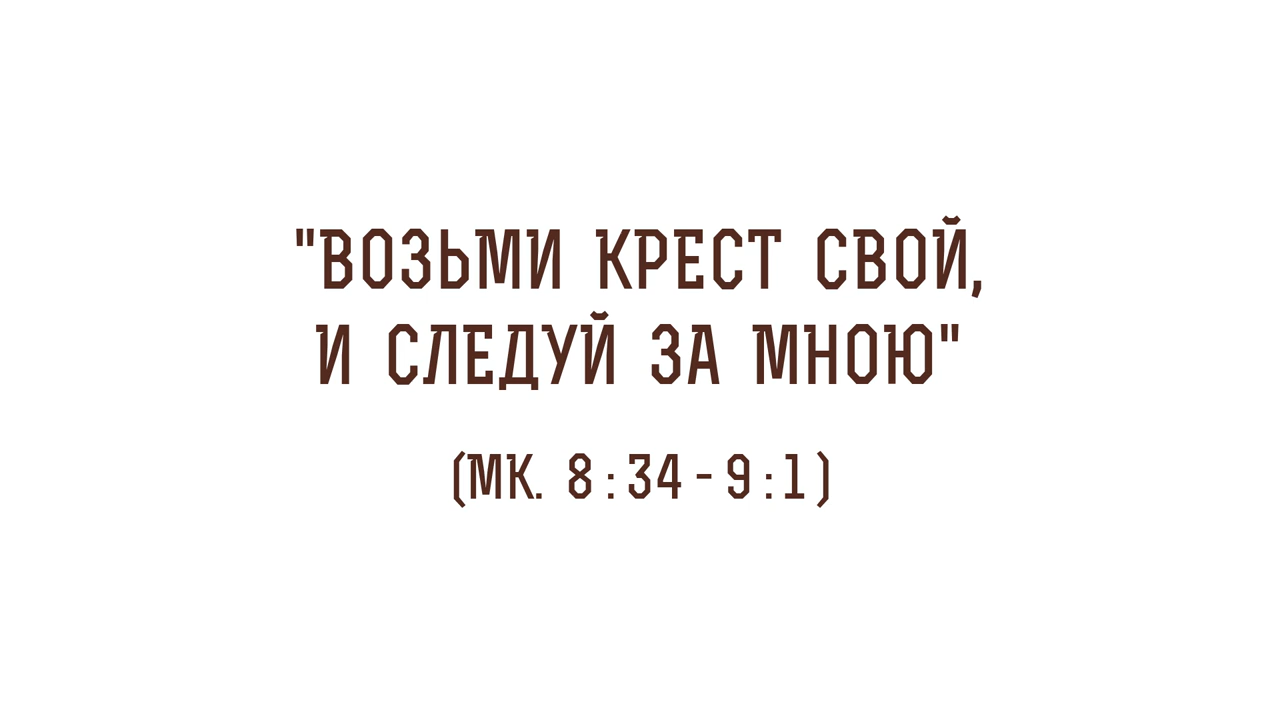 "ВОЗЬМИ КРЕСТ СВОЙ,
И СЛЕДУЙ ЗА МНОЮ"
(МК. 8:34-9:1)